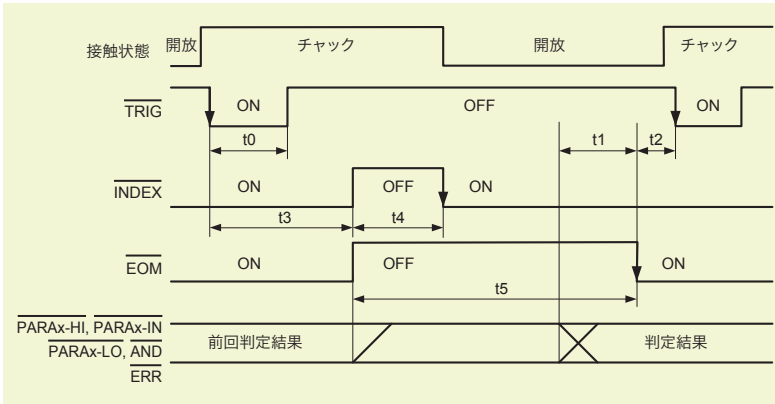 接触状態 開放 チャック 開放 チャック
TRIG ON OFF ON
t0 t1 t2
INDEX ON OFF ON
t3 t4
EOM ON OFF ON
t5
PARAx-HI, PARAx-IN
PARAx-LO, AND 前回判定結果 判定結果
ERR